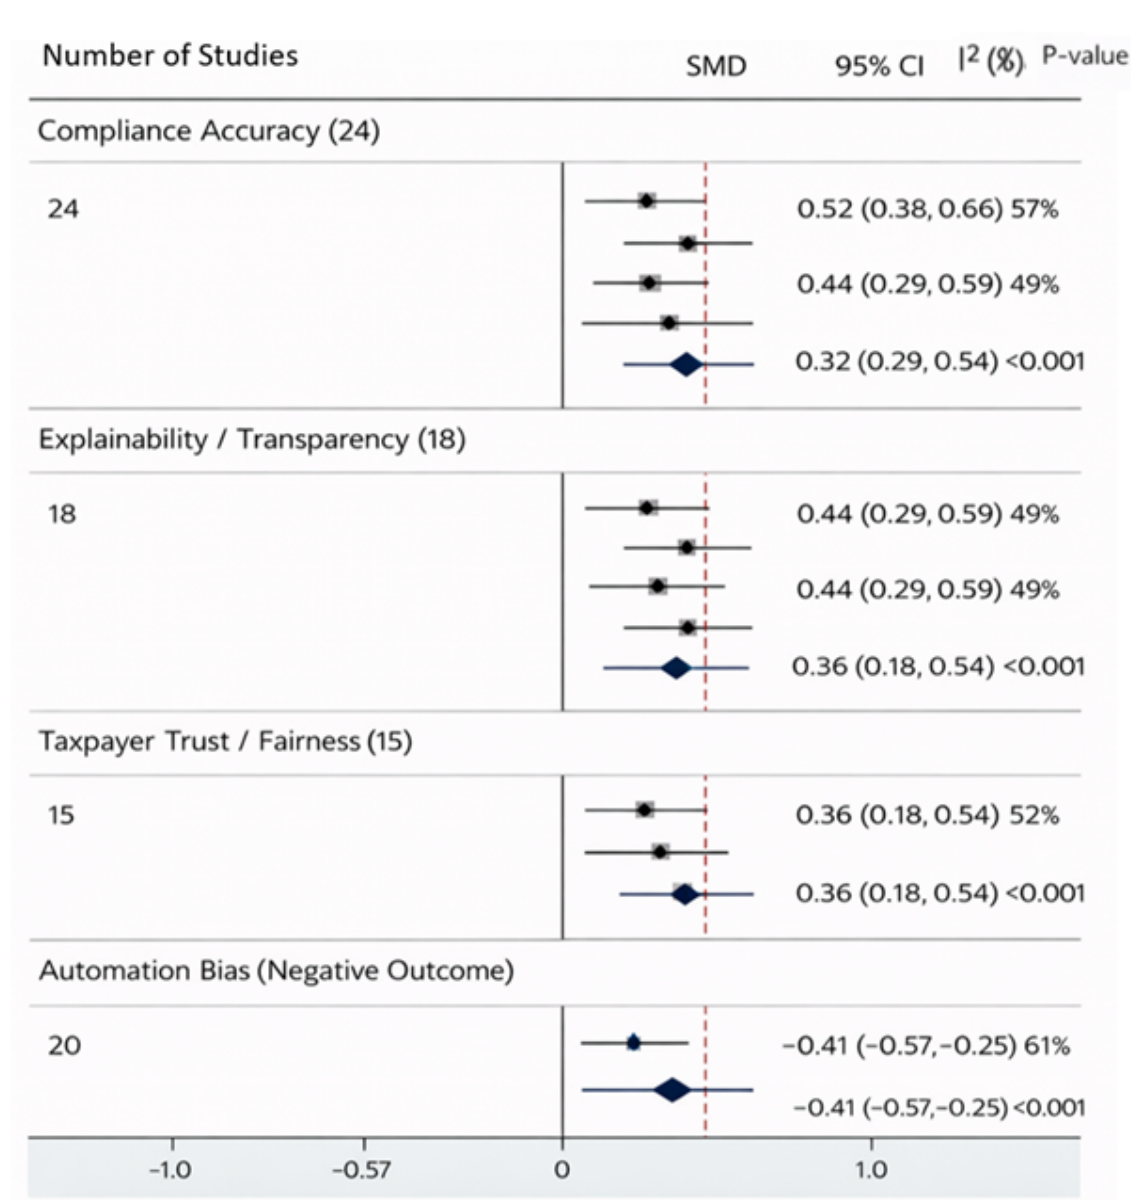 Number of Studies SMD 95% CI I² (%) P-value
Compliance Accuracy (24)
24 0.52 (0.38, 0.66) 57%
0.44 (0.29, 0.59) 49%
0.32 (0.29, 0.54) <0.001
Explainability / Transparency (18)
18 0.44 (0.29, 0.59) 49%
0.44 (0.29, 0.59) 49%
0.36 (0.18, 0.54) <0.001
Taxpayer Trust / Fairness (15)
15 0.36 (0.18, 0.54) 52%
0.36 (0.18, 0.54) <0.001
Automation Bias (Negative Outcome)
20 −0.41 (−0.57,−0.25) 61%
−0.41 (−0.57,−0.25) <0.001
−1.0 −0.57 0 1.0